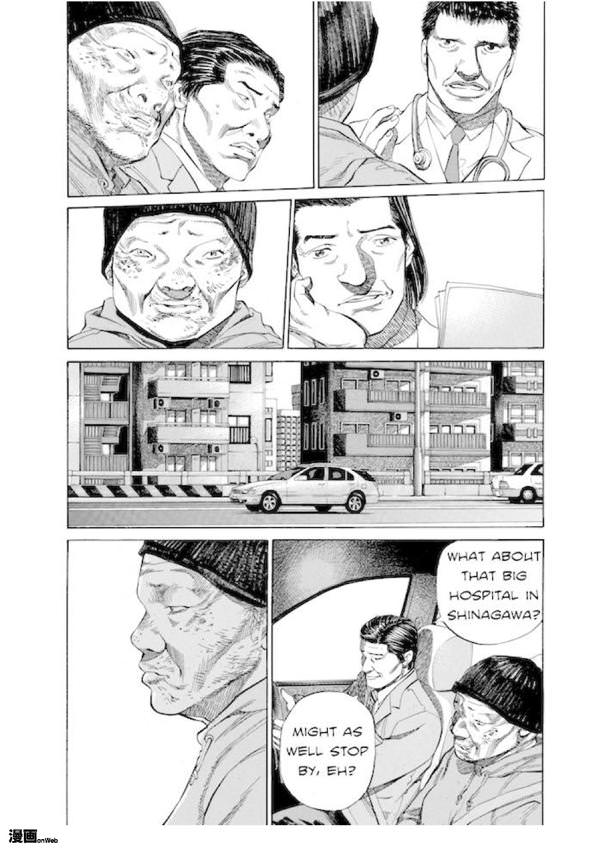 WHAT ABOUT
THAT BIG
HOSPITAL IN
SHINAGAWA?
MIGHT AS
WELL STOP
BY, EH?
漫画onWeb